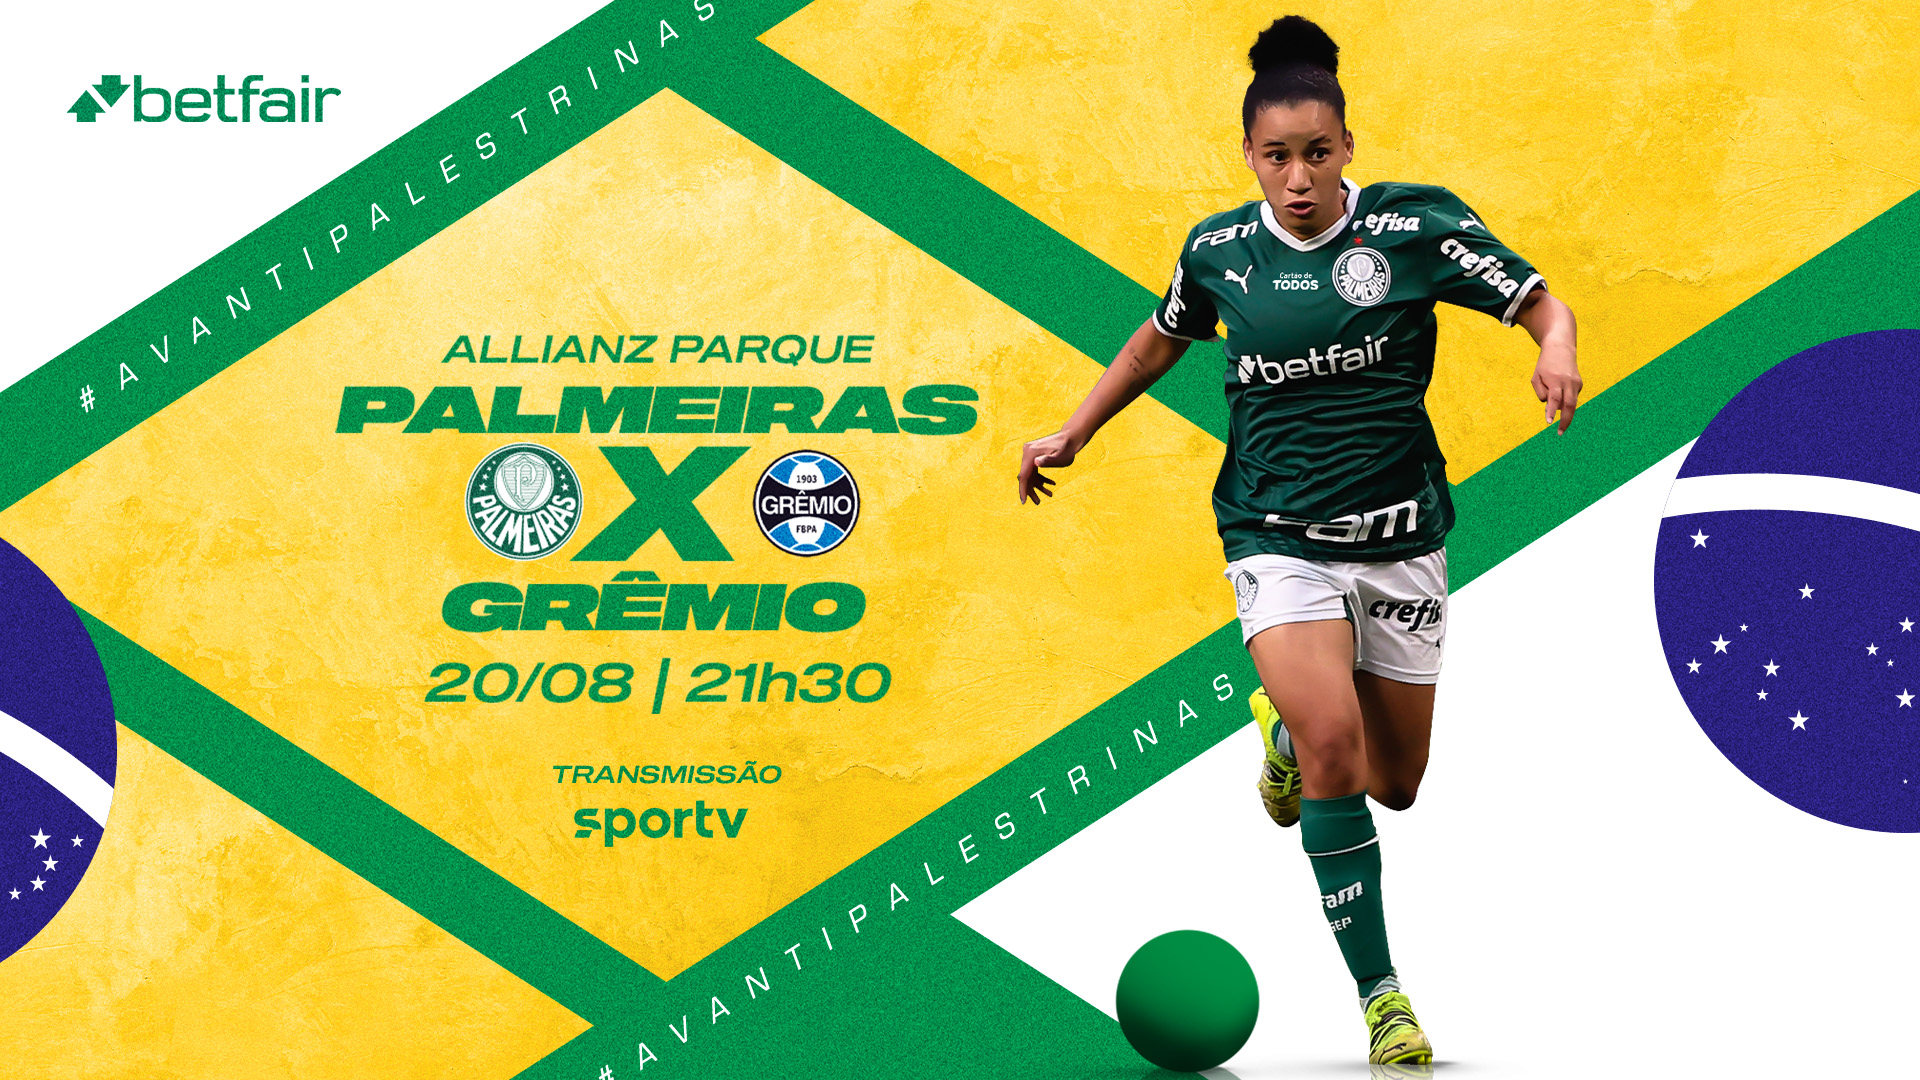 betfair
#AVANTIPALESTRINAS
ALLIANZ PARQUE
PALMEIRAS
PALMEIRAS
X
1903
GRÊMIO
FBPA
GRÊMIO
20/08 | 21h30
TRANSMISSÃO
sportv
#AVANTIPALESTRINAS
FAM
crefisa
Cartão de
TODOS
PALMEIRAS
crefisa
betfair
FAM
crefisa
FAM
SEP